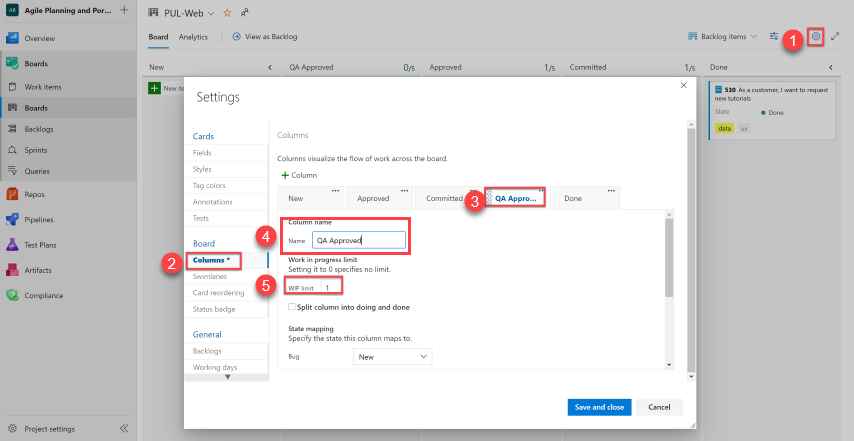 AB Agile Planning and Por...
Overview
Boards
Work items
Boards
Backlogs
Sprints
Queries
Repos
Pipelines
Test Plans
Artifacts
Compliance
Project settings
PUL-Web
Board Analytics View as Backlog
Backlog items
1
New
QA Approved 0/5
Approved 1/5
Committed 1/5
Done
New ite
530 As a customer, I want to request
new tutorials
State Done
data ux
Settings
Cards
Fields
Styles
Tag colors
Annotations
Tests
Board
2
Columns *
Swimlanes
Card reordering
Status badge
General
Backlogs
Working days
Columns
Columns visualize the flow of work across the board.
+ Column
New Approved Committed 3 QA Appro... Done
4
Column name
Name QA Approved
Work in progress limit
Setting it to 0 specifies no limit.
5
WIP limit 1
Split column into doing and done
State mapping
Specify the state this column maps to.
Bug New
Save and close Cancel